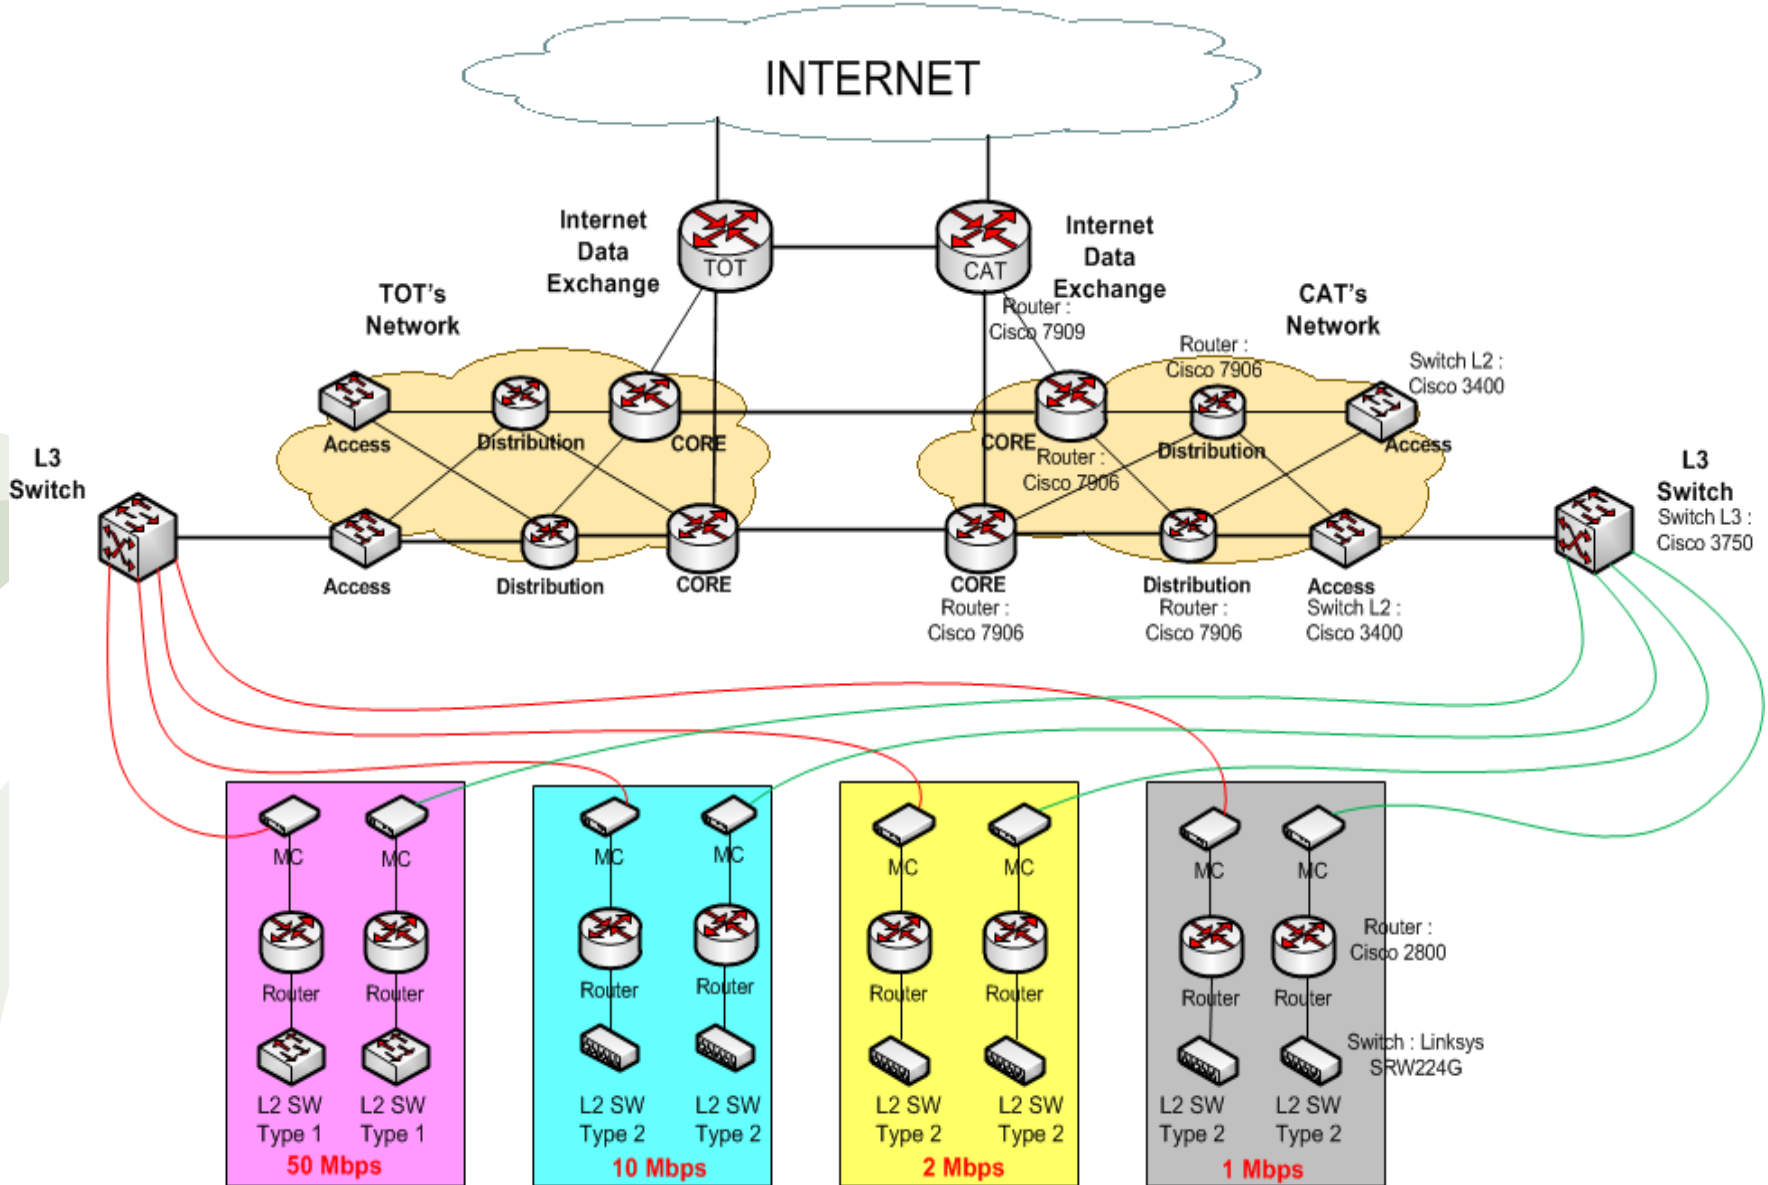 INTERNET
Internet
Data
Exchange
TOT
CAT
Internet
Data
Exchange
Router :
Cisco 7909
TOT's
Network
CAT's
Network
Router :
Cisco 7906
Switch L2 :
Cisco 3400
Access
Distribution
CORE
CORE
Router :
Cisco 7906
Distribution
Access
L3
Switch
L3
Switch
Switch L3 :
Cisco 3750
Access
Distribution
CORE
CORE
Router :
Cisco 7906
Distribution
Router :
Cisco 7906
Access
Switch L2 :
Cisco 3400
MC
MC
MC
MC
MC
MC
MC
MC
Router
Router
Router
Router
Router
Router
Router
Router
Router :
Cisco 2800
Switch : Linksys
SRW224G
L2 SW
Type 1
L2 SW
Type 1
50 Mbps
L2 SW
Type 2
L2 SW
Type 2
10 Mbps
L2 SW
Type 2
L2 SW
Type 2
2 Mbps
L2 SW
Type 2
L2 SW
Type 2
1 Mbps